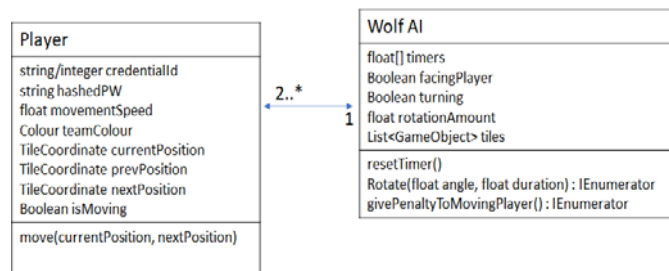 Player
string/integer credentialId
string hashedPW
float movementSpeed
Colour teamColour
TileCoordinate currentPosition
TileCoordinate prevPosition
TileCoordinate nextPosition
Boolean isMoving
move(currentPosition, nextPosition)
2..*
1
Wolf AI
float[] timers
Boolean facingPlayer
Boolean turning
float rotationAmount
List<GameObject> tiles
resetTimer()
Rotate(float angle, float duration) : IEnumerator
givePenaltyToMovingPlayer() : IEnumerator